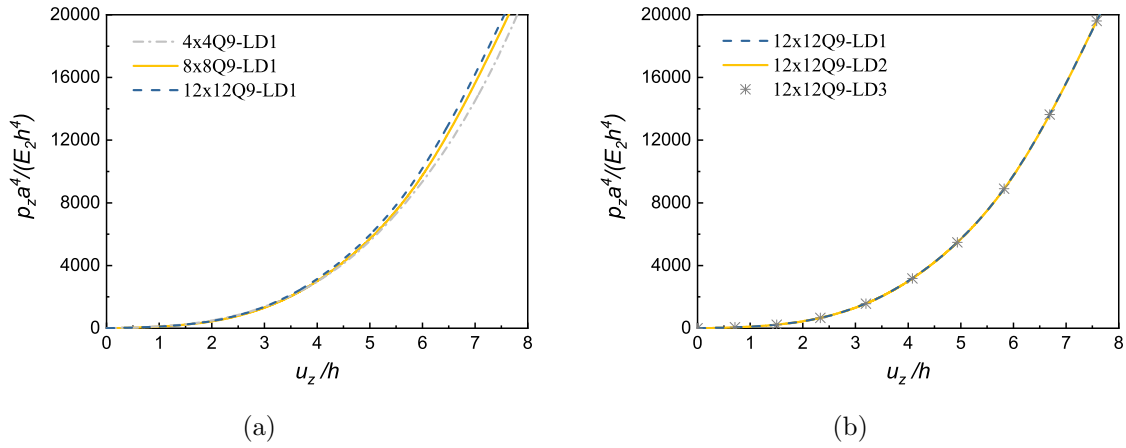 20000
16000
12000
8000
4000
0
p_z a^4/(E_2 h^4)
4x4Q9-LD1
8x8Q9-LD1
12x12Q9-LD1
0 1 2 3 4 5 6 7 8
u_z /h
(a)
20000
16000
12000
8000
4000
0
p_z a^4/(E_2 h^4)
12x12Q9-LD1
12x12Q9-LD2
12x12Q9-LD3
0 1 2 3 4 5 6 7 8
u_z /h
(b)